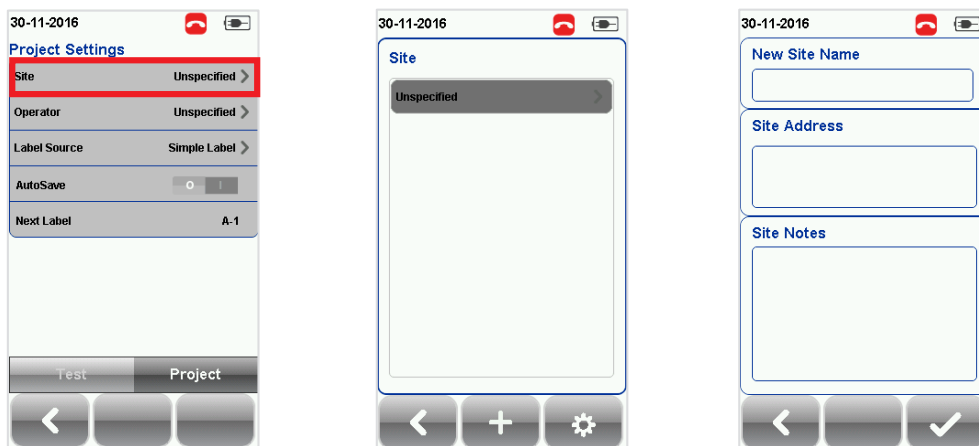 30-11-2016
Project Settings
Site Unspecified
Operator Unspecified
Label Source Simple Label
AutoSave O I
Next Label A-1
Test Project
30-11-2016
Site
Unspecified
30-11-2016
New Site Name
Site Address
Site Notes